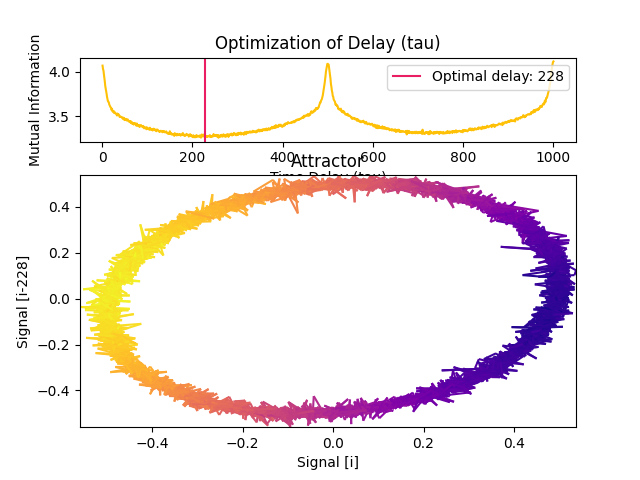 Optimization of Delay (tau)
Mutual Information
4.0
3.5
Optimal delay: 228
0 200 400 600 800 1000
Time Delay (tau)
Attractor
Signal [i-228]
0.4
0.2
0.0
−0.2
−0.4
−0.4 −0.2 0.0 0.2 0.4
Signal [i]